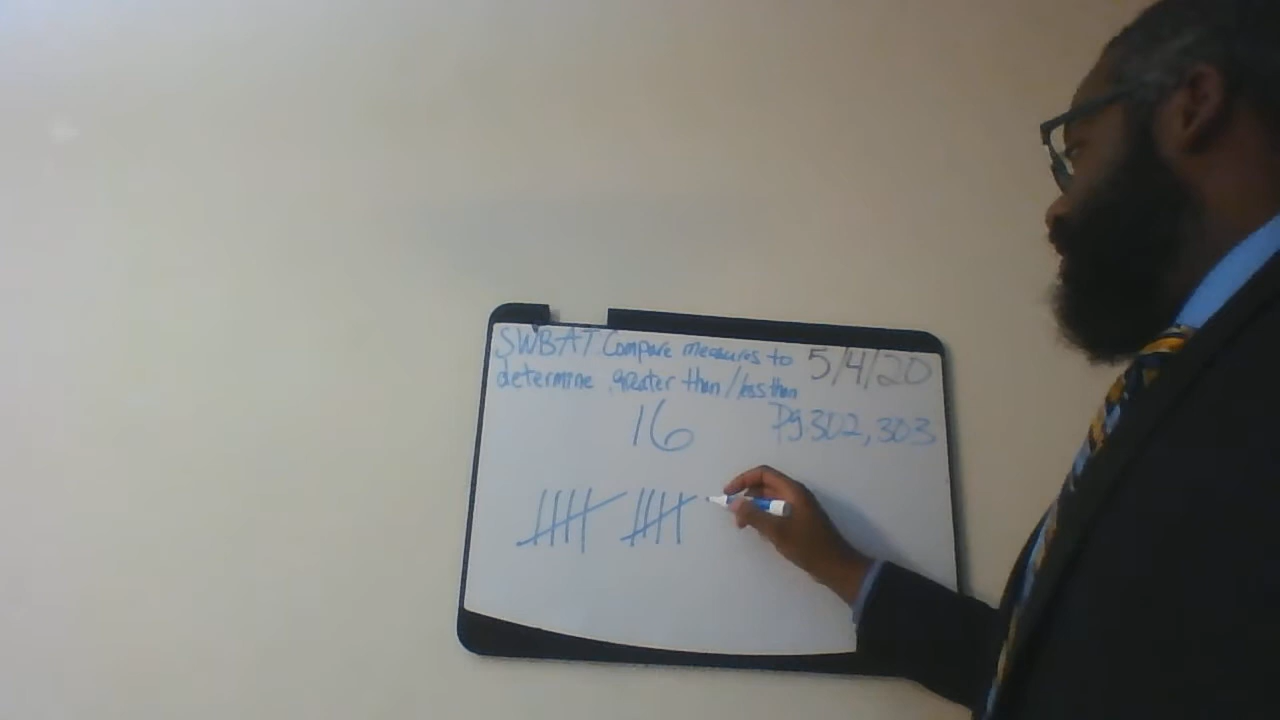 SWBAT Compare measures to
determine greater than/less than
5/4/20
16
Pg 302, 303